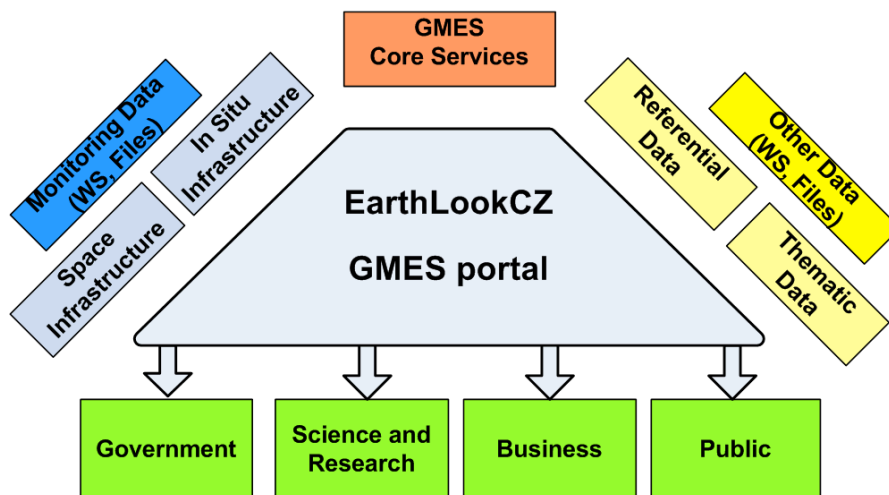 GMES
Core Services
Monitoring Data
(WS, Files)
In Situ
Infrastructure
Space
Infrastructure
Referential
Data
Other Data
(WS, Files)
Thematic
Data
EarthLookCZ
GMES portal
Government
Science and
Research
Business
Public